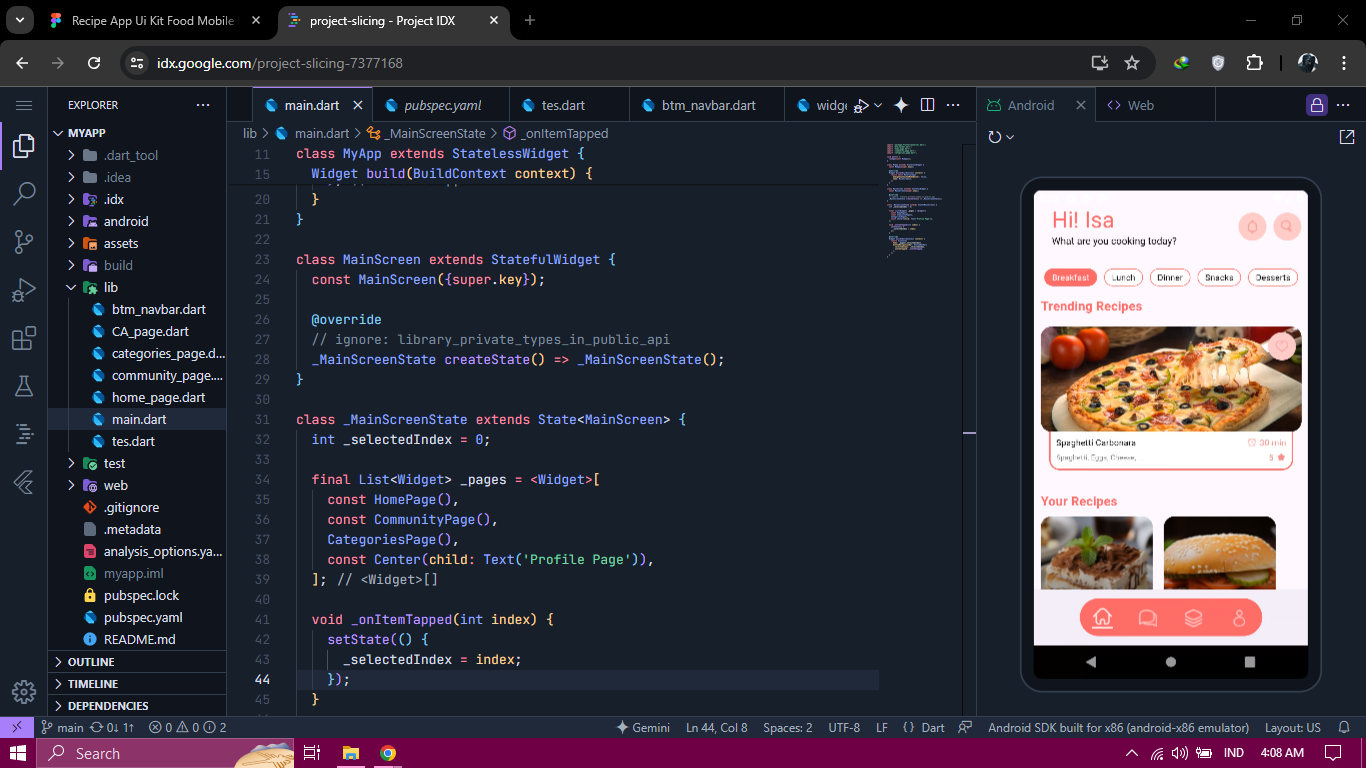 Recipe App Ui Kit Food Mobile
project-slicing - Project IDX
idx.google.com/project-slicing-7377168
EXPLORER
main.dart
pubspec.yaml
tes.dart
btm_navbar.dart
widge
Android
Web
MYAPP
.dart_tool
.idea
.idx
android
assets
build
lib
btm_navbar.dart
CA_page.dart
categories_page.d...
community_page....
home_page.dart
main.dart
tes.dart
test
web
.gitignore
.metadata
analysis_options.ya...
myapp.iml
pubspec.lock
pubspec.yaml
README.md
OUTLINE
TIMELINE
DEPENDENCIES
lib > main.dart > _MainScreenState > _onItemTapped
11 class MyApp extends StatelessWidget {
15 Widget build(BuildContext context) {
20 }
21 }
22
23 class MainScreen extends StatefulWidget {
24 const MainScreen({super.key});
25
26 @override
27 // ignore: library_private_types_in_public_api
28 _MainScreenState createState() => _MainScreenState();
29 }
30
31 class _MainScreenState extends State<MainScreen> {
32 int _selectedIndex = 0;
33
34 final List<Widget> _pages = <Widget>[
35 const HomePage(),
36 const CommunityPage(),
37 CategoriesPage(),
38 const Center(child: Text('Profile Page')),
39 ]; // <Widget>[]
40
41 void _onItemTapped(int index) {
42 setState(() {
43 _selectedIndex = index;
44 });
45 }
Hi! Isa
What are you cooking today?
Breakfast
Lunch
Dinner
Snacks
Desserts
Trending Recipes
Spaghetti Carbonara
30 min
Spaghetti, Eggs, Cheese,
5
Your Recipes
main 0↓ 1↑ 0 0 2
Gemini
Ln 44, Col 8
Spaces: 2
UTF-8
LF
{ } Dart
Android SDK built for x86 (android-x86 emulator)
Layout: US
Search
IND
4:08 AM